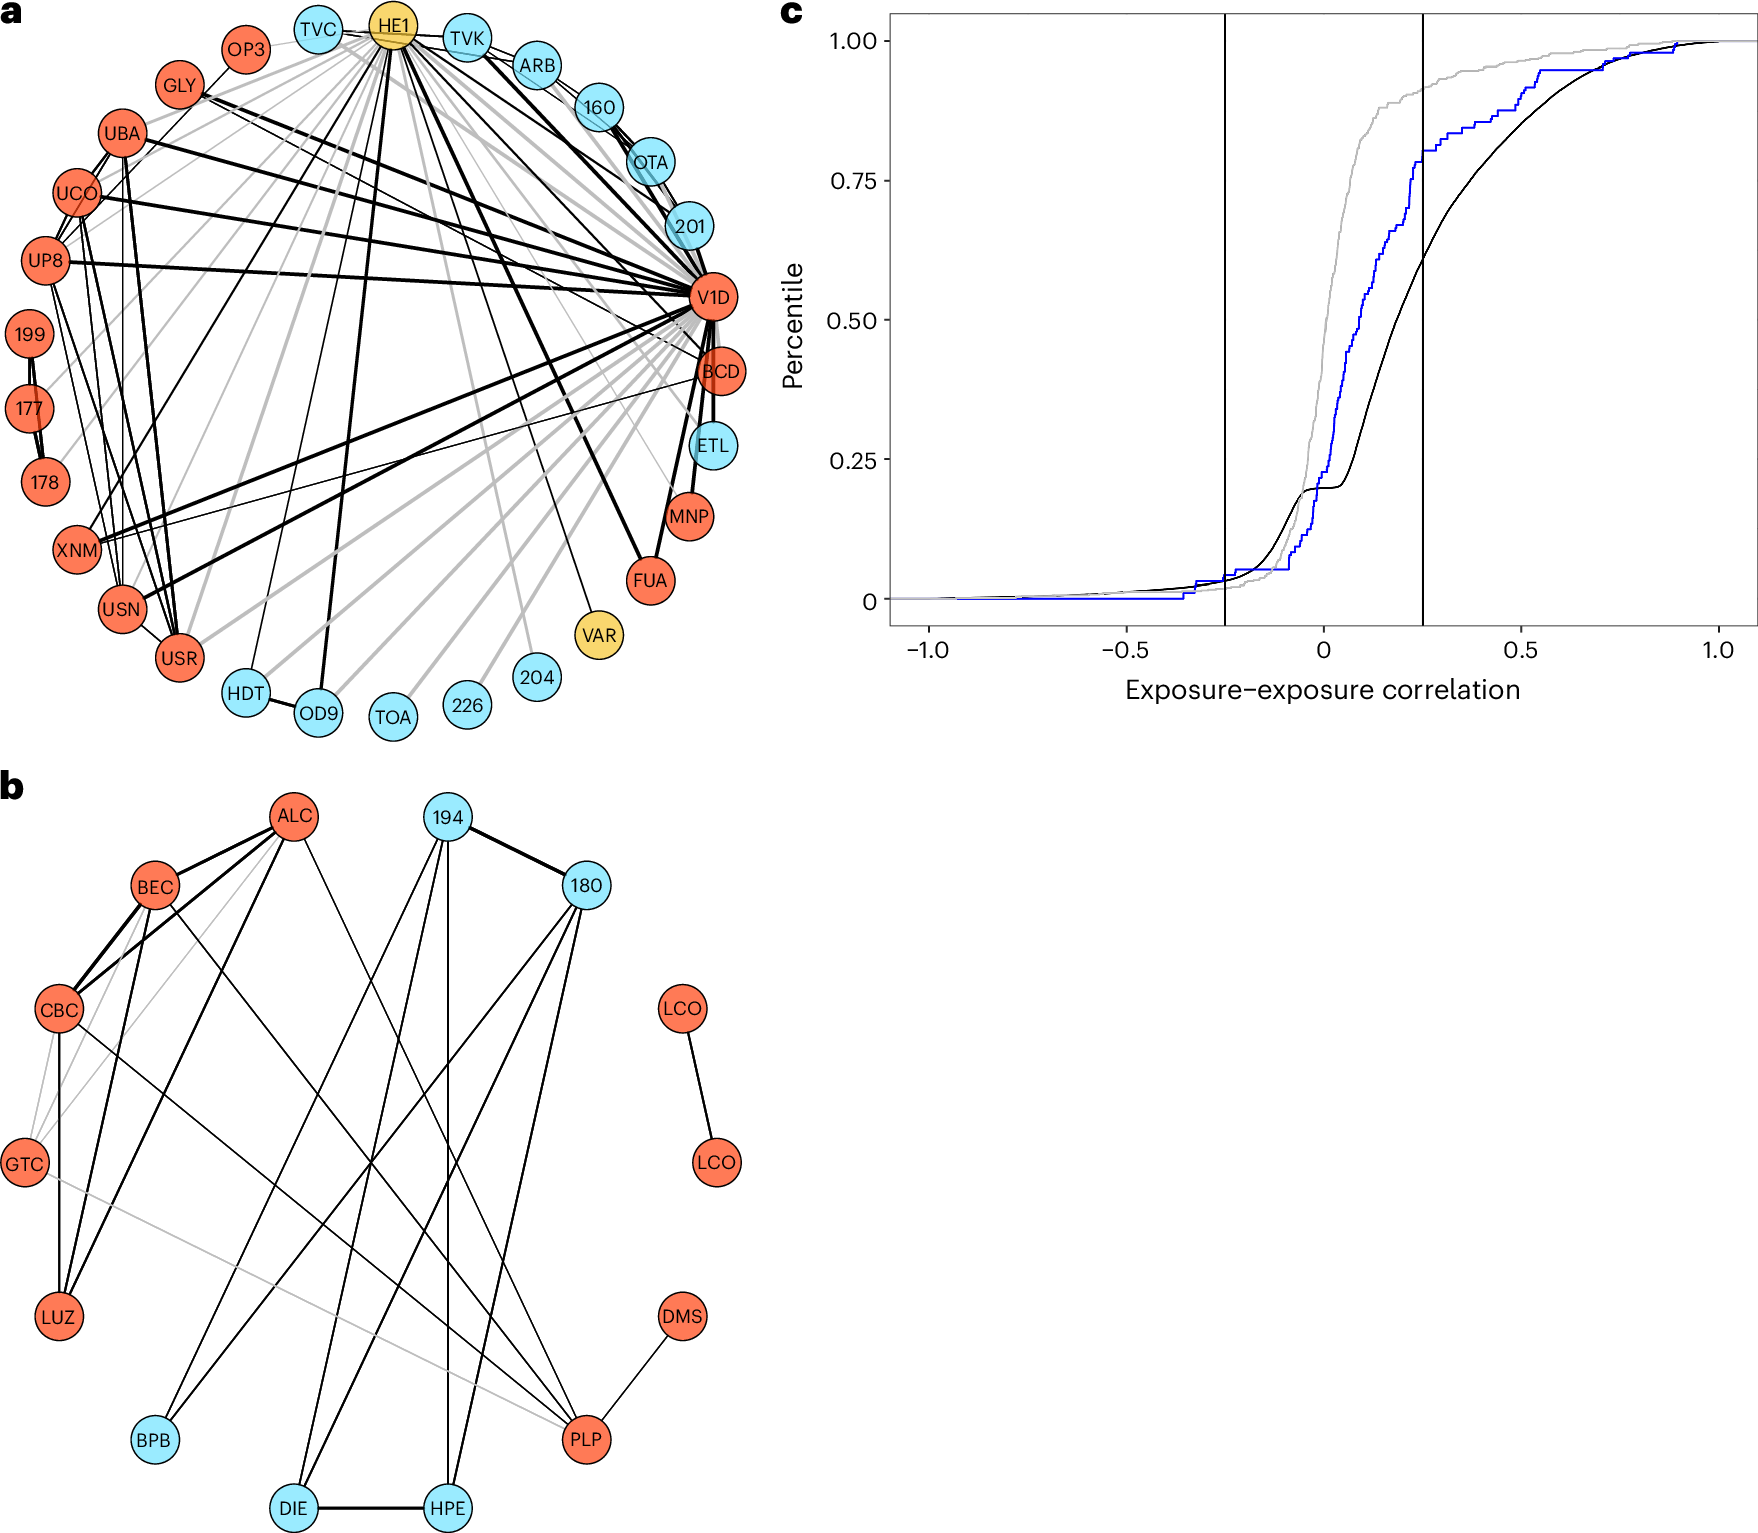 a
TVC
HE1
TVK
OP3
ARB
GLY
160
UBA
OTA
UCO
201
UP8
V1D
199
BCD
177
ETL
178
MNP
XNM
FUA
USN
VAR
USR
204
HDT
OD9
TOA
226
b
ALC
194
BEC
180
CBC
LCO
GTC
LCO
LUZ
DMS
BPB
PLP
DIE
HPE
c
1.00
0.75
0.50
0.25
0
Percentile
−1.0
−0.5
0
0.5
1.0
Exposure–exposure correlation